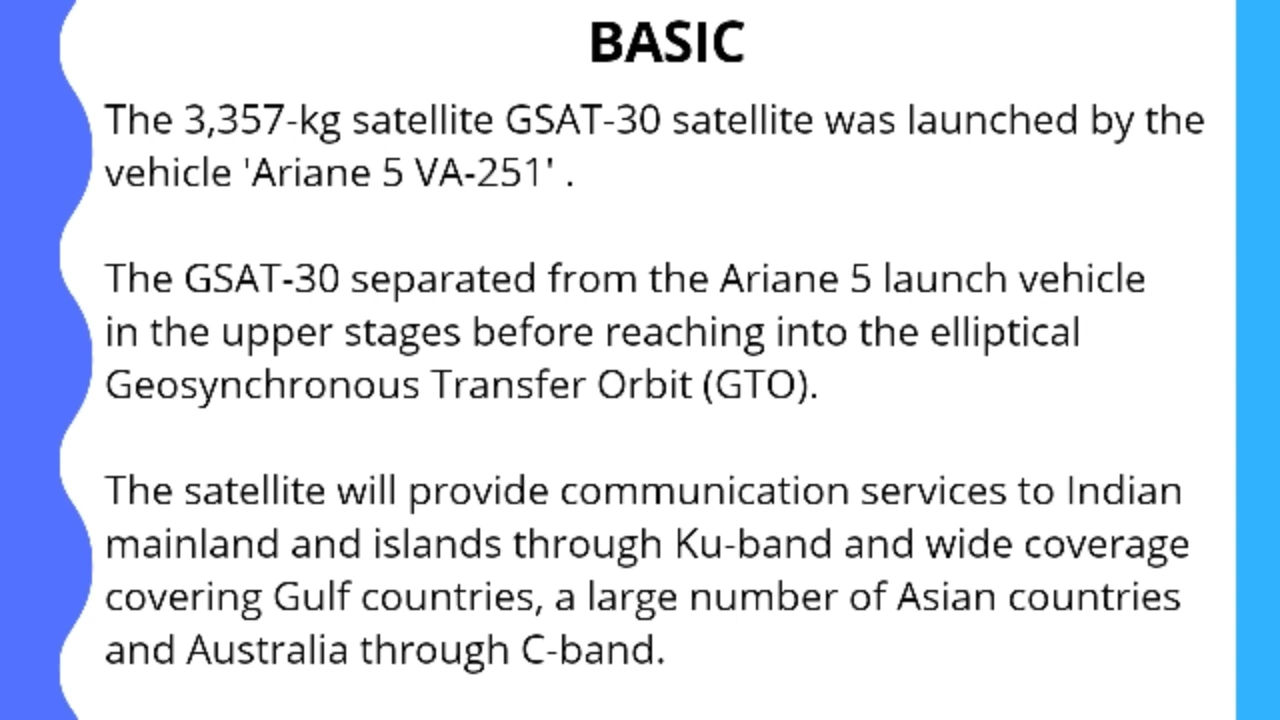 BASIC
The 3,357-kg satellite GSAT-30 satellite was launched by the
vehicle 'Ariane 5 VA-251' .
The GSAT-30 separated from the Ariane 5 launch vehicle
in the upper stages before reaching into the elliptical
Geosynchronous Transfer Orbit (GTO).
The satellite will provide communication services to Indian
mainland and islands through Ku-band and wide coverage
covering Gulf countries, a large number of Asian countries
and Australia through C-band.